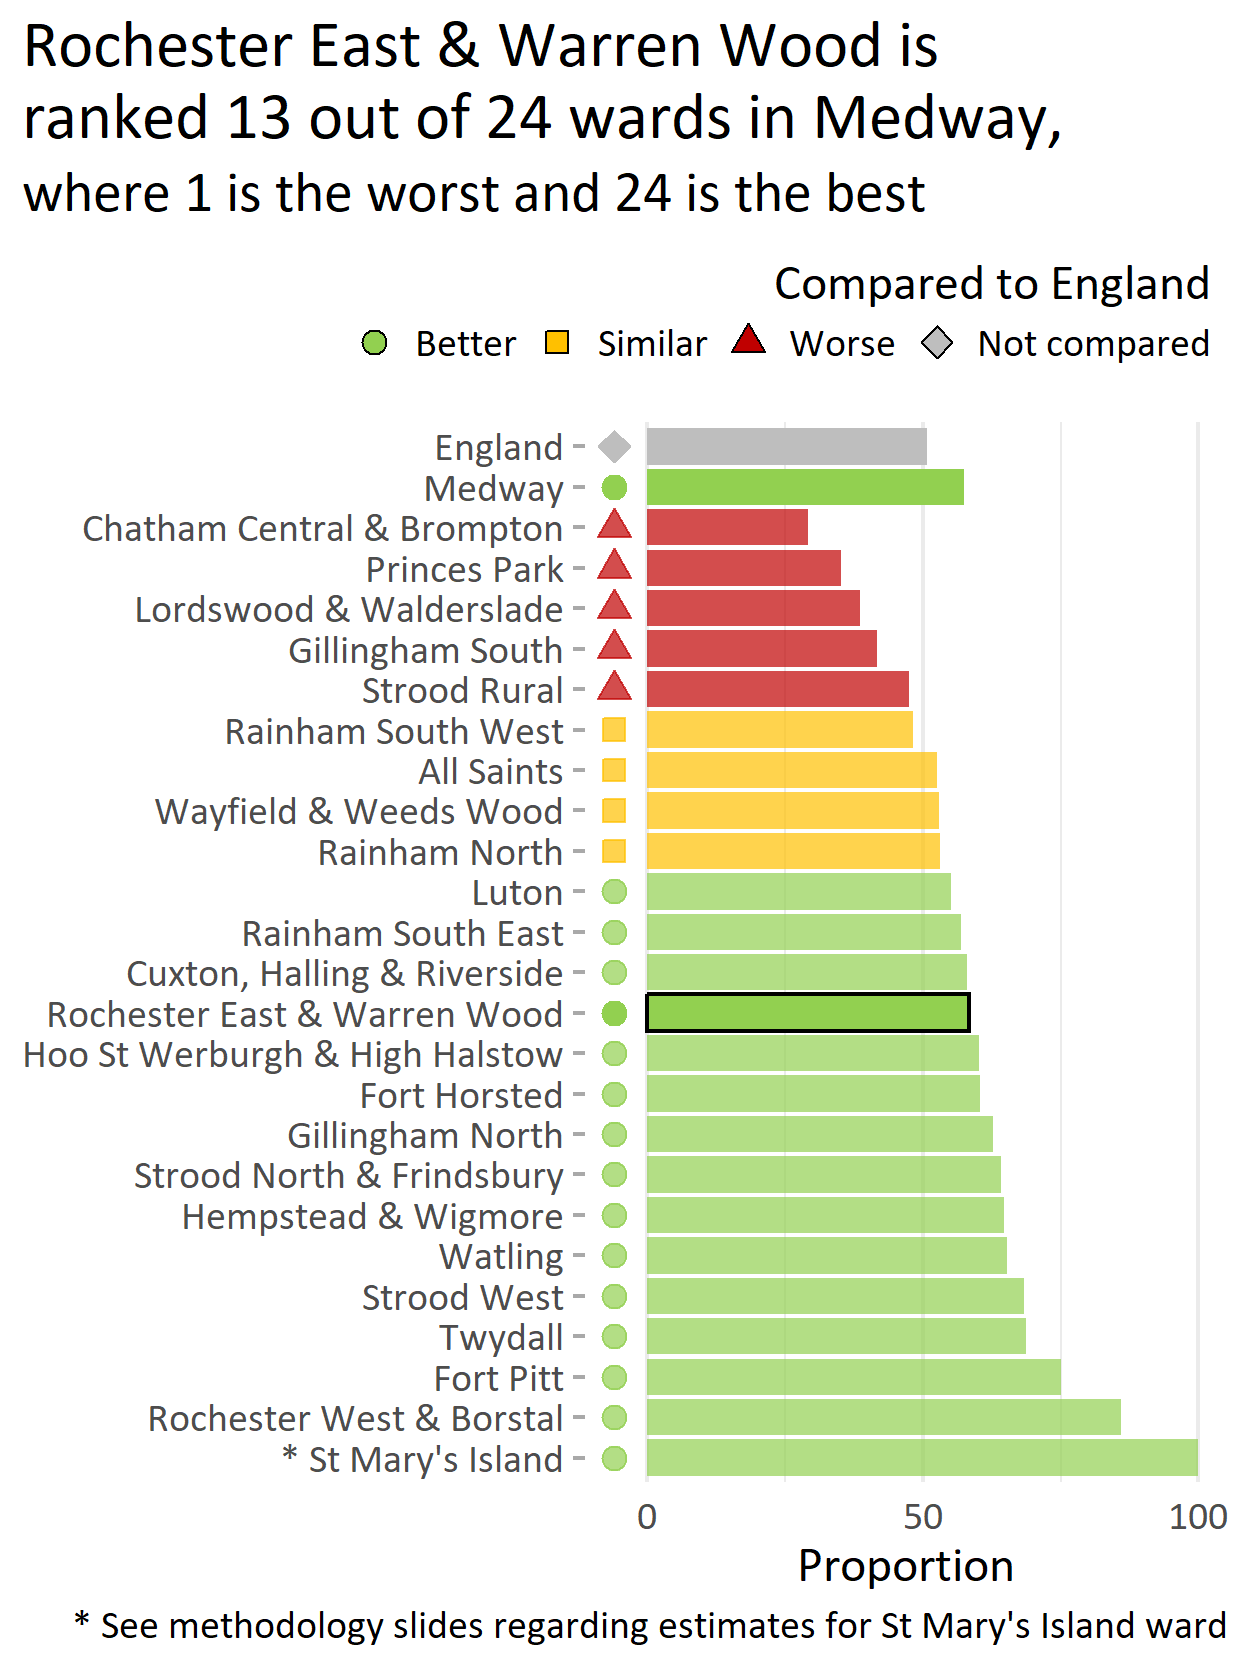 Rochester East & Warren Wood is
ranked 13 out of 24 wards in Medway,
where 1 is the worst and 24 is the best
Compared to England
Better Similar Worse Not compared
England
Medway
Chatham Central & Brompton
Princes Park
Lordswood & Walderslade
Gillingham South
Strood Rural
Rainham South West
All Saints
Wayfield & Weeds Wood
Rainham North
Luton
Rainham South East
Cuxton, Halling & Riverside
Rochester East & Warren Wood
Hoo St Werburgh & High Halstow
Fort Horsted
Gillingham North
Strood North & Frindsbury
Hempstead & Wigmore
Watling
Strood West
Twydall
Fort Pitt
Rochester West & Borstal
* St Mary's Island
0 50 100
Proportion
* See methodology slides regarding estimates for St Mary's Island ward